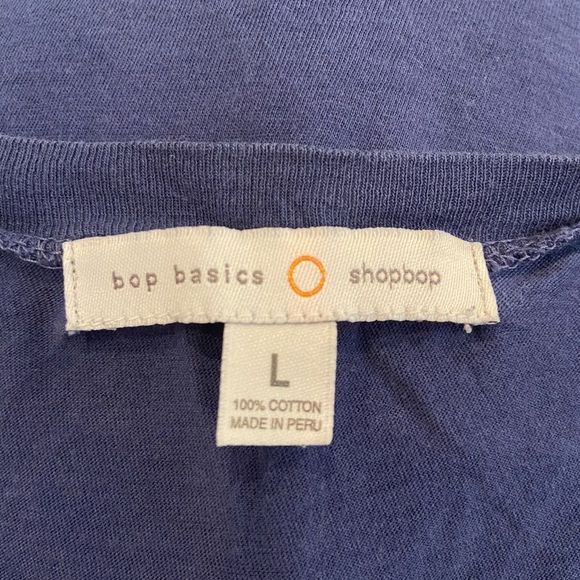 bop basics shopbop
L
100% COTTON
MADE IN PERU